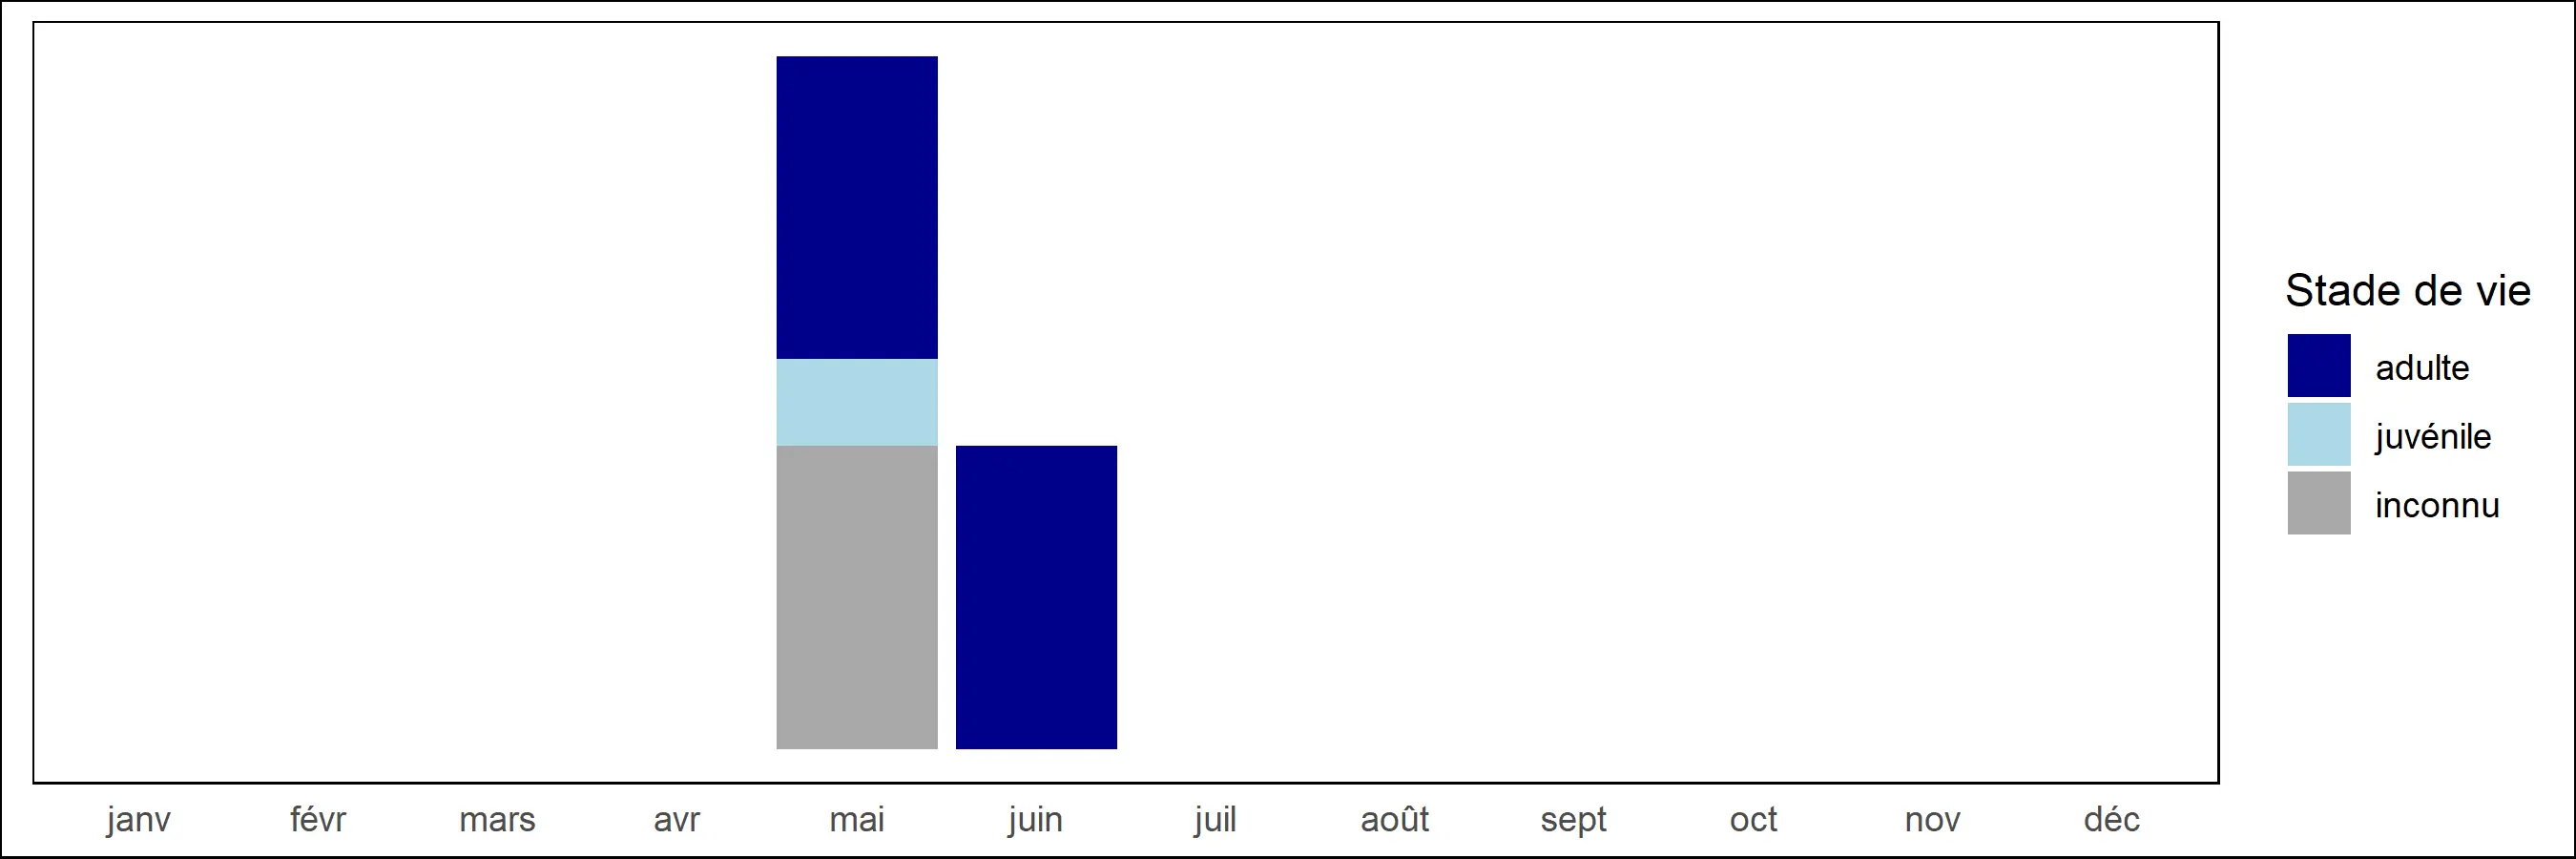 Stade de vie
adulte
juvénile
inconnu
janv févr mars avr mai juin juil août sept oct nov déc